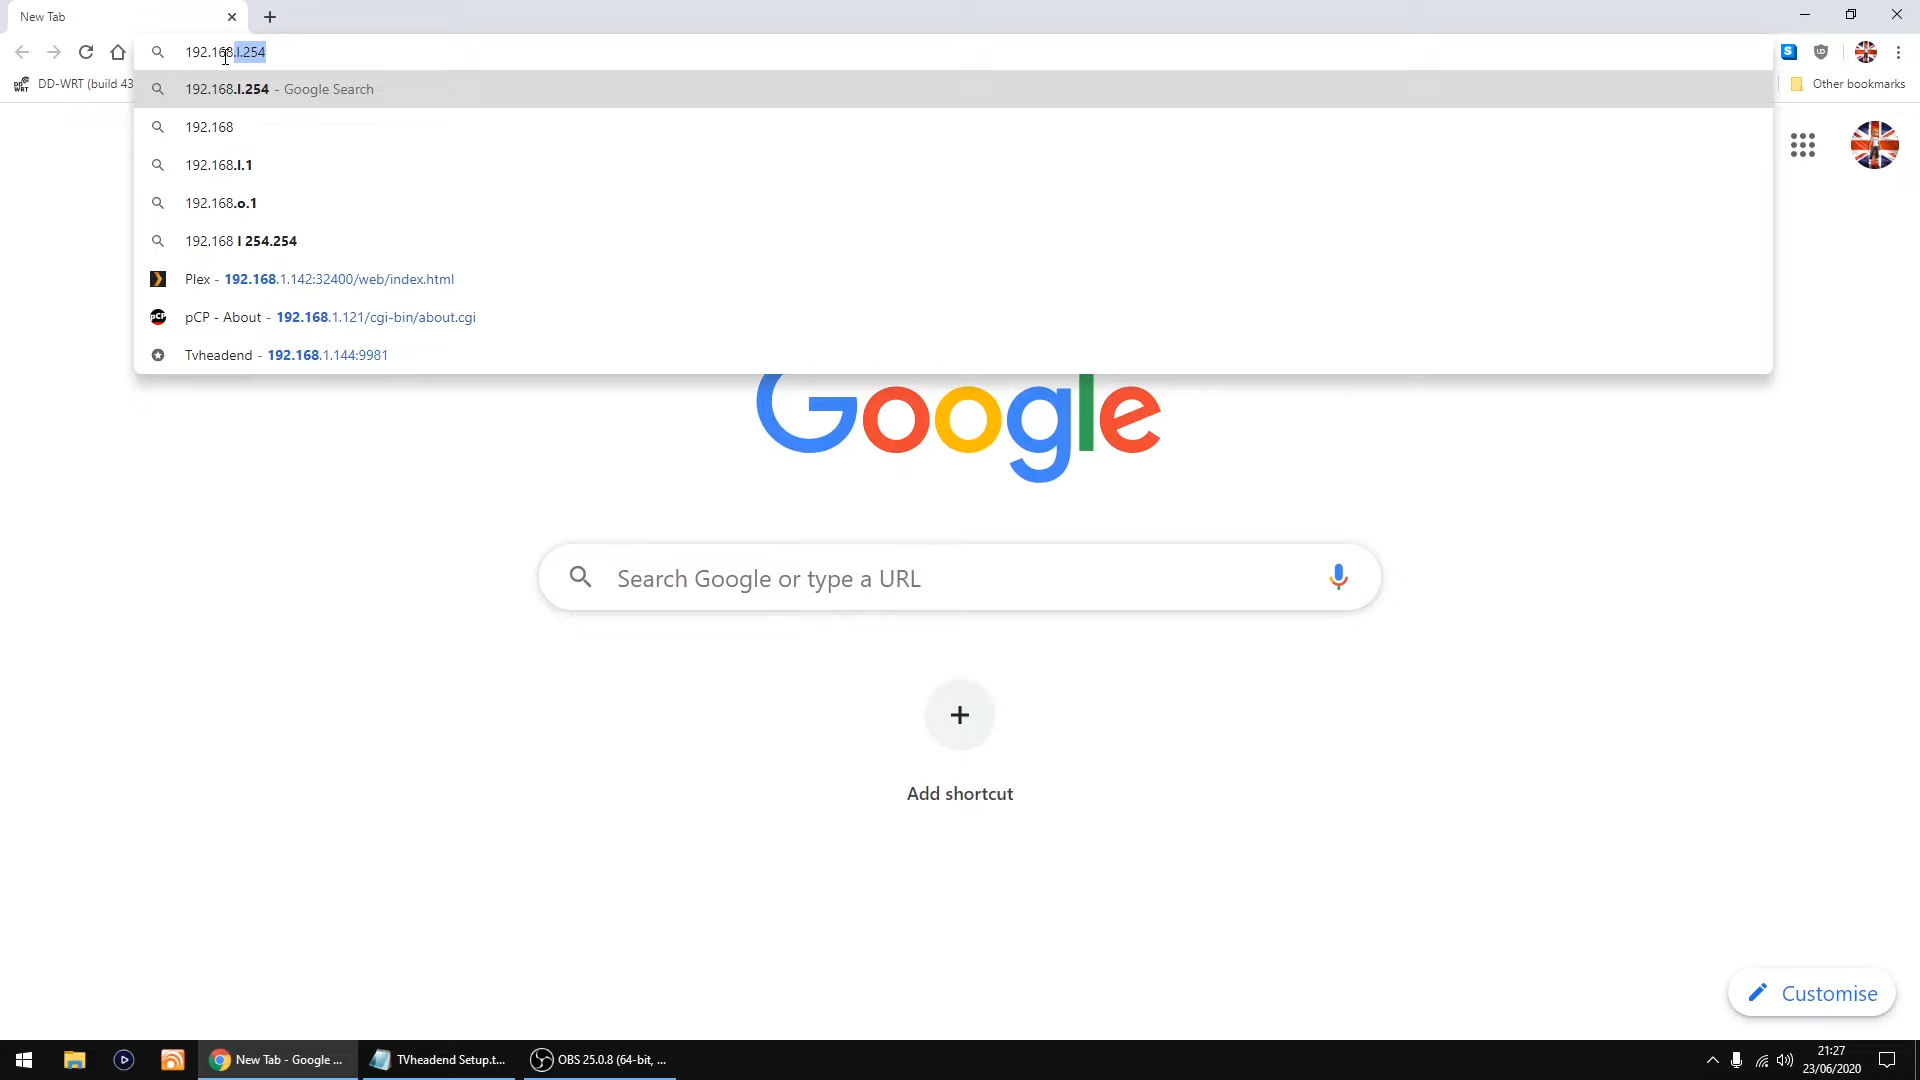 New Tab
192.168.l.254
DD-WRT (build 43
Other bookmarks
192.168.l.254 - Google Search
192.168
192.168.l.1
192.168.o.1
192.168 l 254.254
Plex - 192.168.1.142:32400/web/index.html
pCP - About - 192.168.1.121/cgi-bin/about.cgi
Tvheadend - 192.168.1.144:9981
Google
Search Google or type a URL
Add shortcut
Customise
New Tab - Google ...
TVheadend Setup.t...
OBS 25.0.8 (64-bit, ...
21:27
23/06/2020